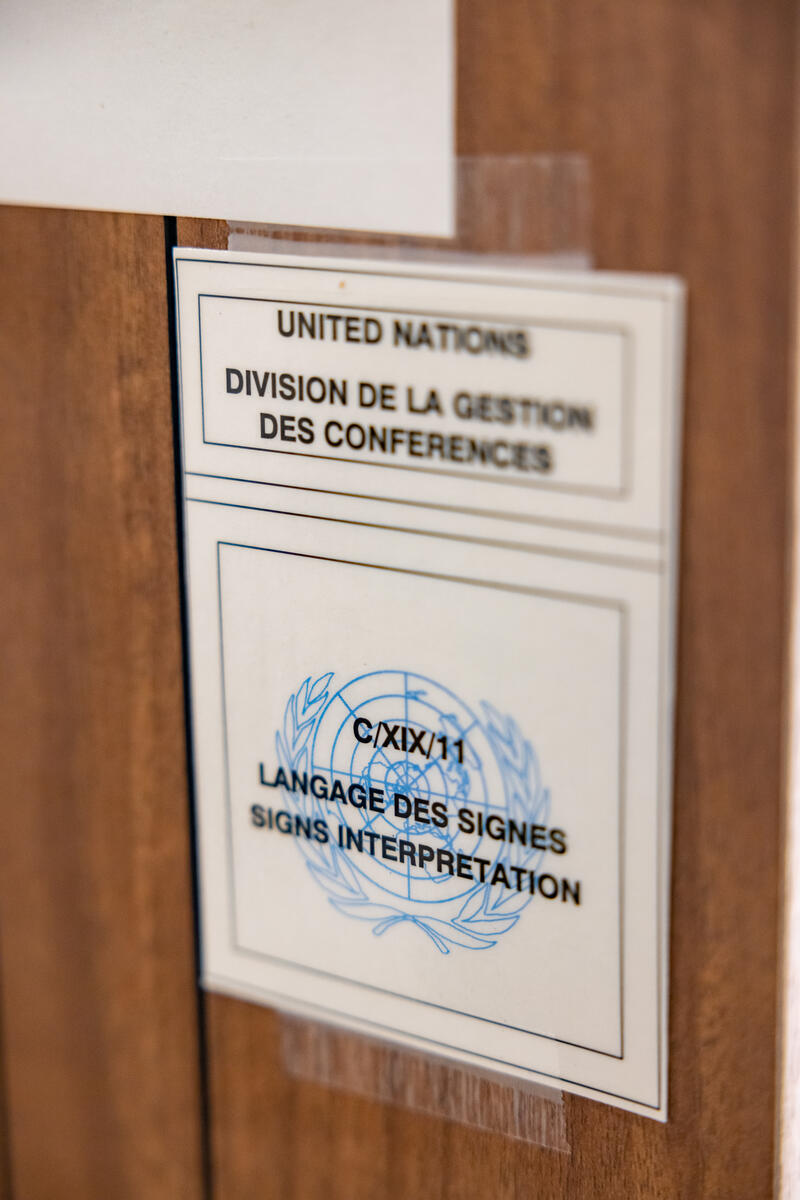 UNITED NATIONS
DIVISION DE LA GESTION
DES CONFERENCES
C/XIX/11
LANGAGE DES SIGNES
SIGNS INTERPRETATION